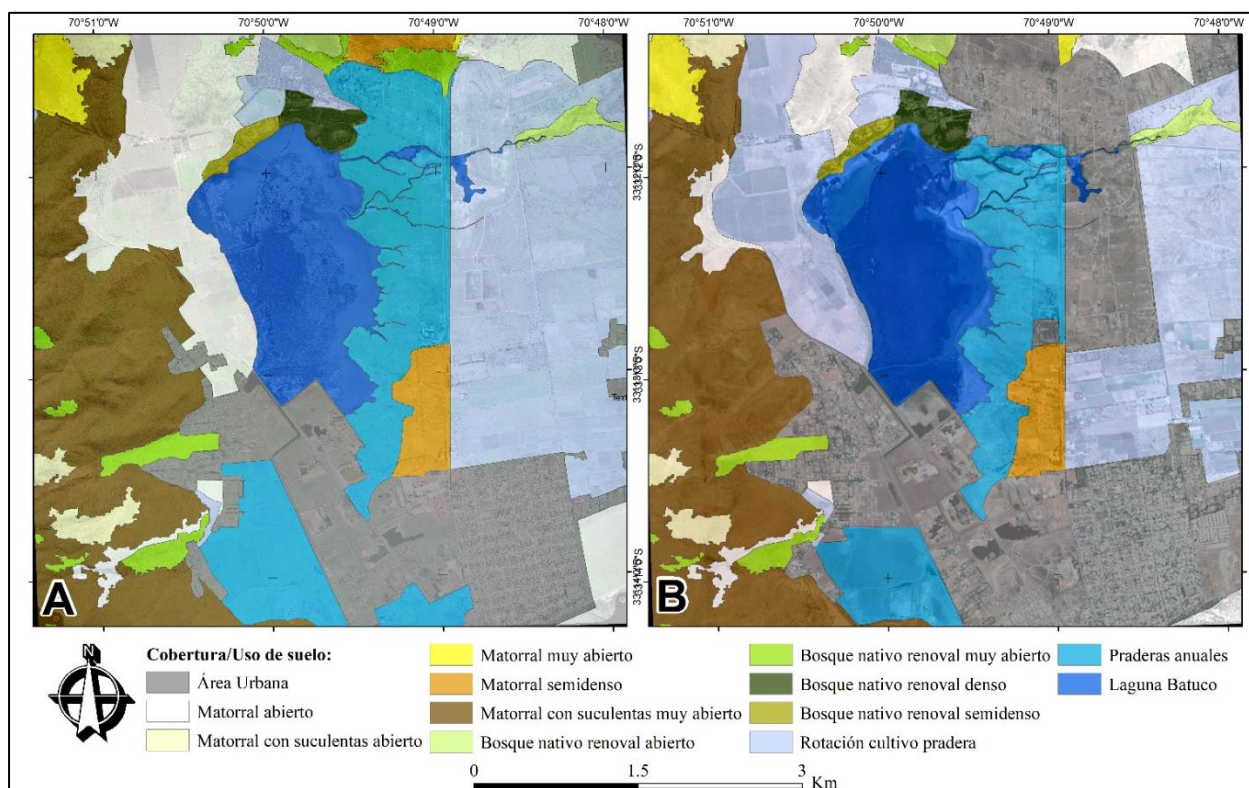 70°51'0"W 70°50'0"W 70°49'0"W 70°48'0"W 70°51'0"W 70°50'0"W 70°49'0"W 70°48'0"W
A
B
N
Cobertura/Uso de suelo:
Área Urbana
Matorral abierto
Matorral con suculentas abierto
Matorral muy abierto
Matorral semidenso
Matorral con suculentas muy abierto
Bosque nativo renoval abierto
Bosque nativo renoval muy abierto
Bosque nativo renoval denso
Bosque nativo renoval semidenso
Rotación cultivo pradera
Praderas anuales
Laguna Batuco
0 1.5 3
Km